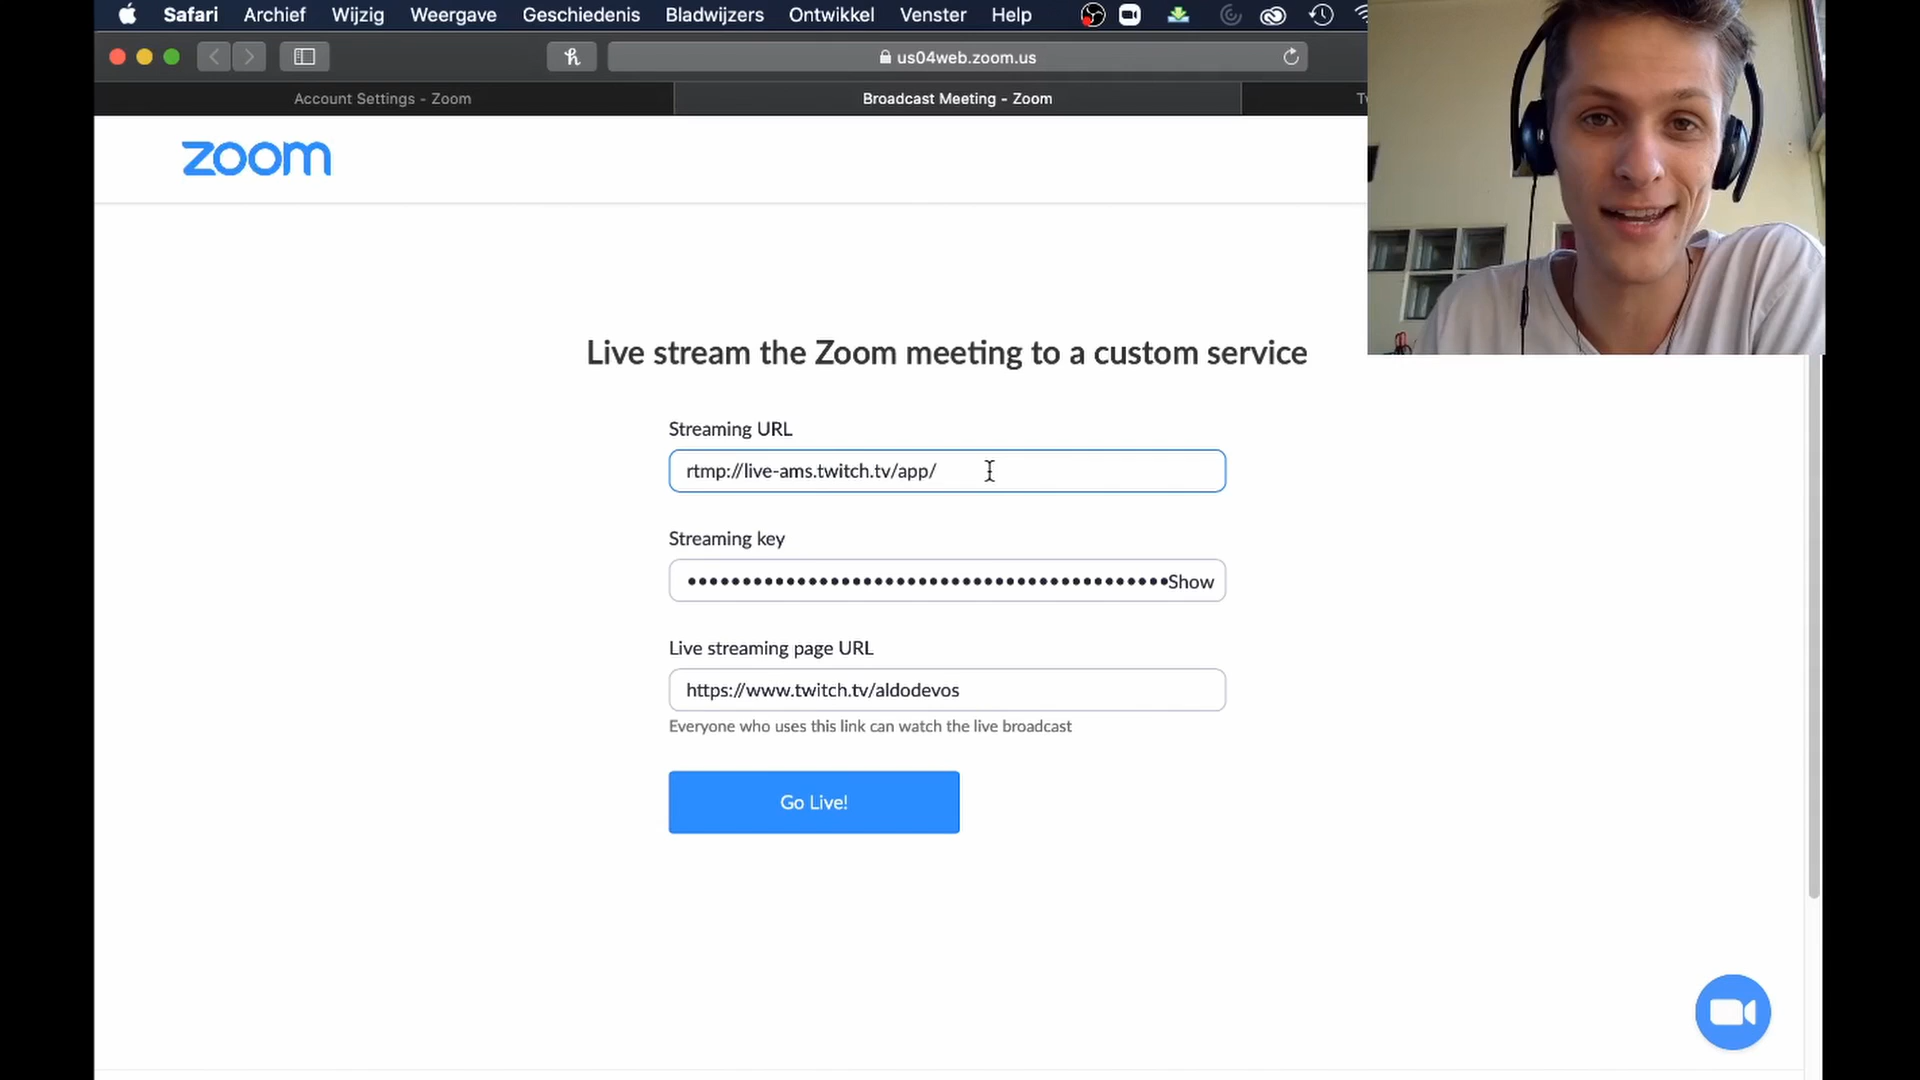 Safari Archief Wijzig Weergave Geschiedenis Bladwijzers Ontwikkel Venster Help
us04web.zoom.us
Account Settings - Zoom
Broadcast Meeting - Zoom
zoom
Live stream the Zoom meeting to a custom service
Streaming URL
rtmp://live-ams.twitch.tv/app/
Streaming key
••••••••••••••••••••••••••••••••••••••••••••Show
Live streaming page URL
https://www.twitch.tv/aldodevos
Everyone who uses this link can watch the live broadcast
Go Live!